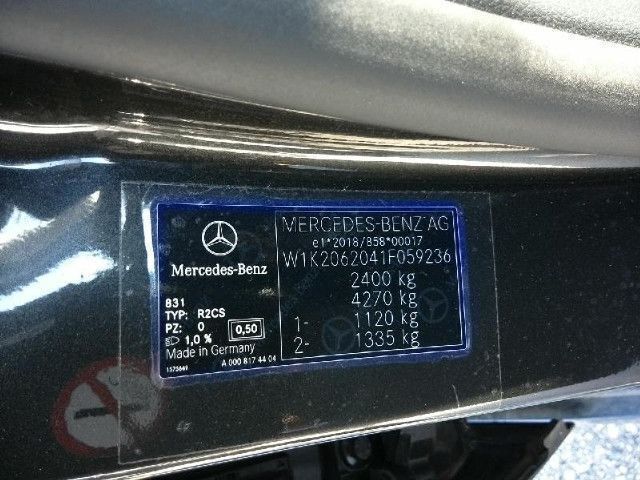 MERCEDES-BENZ AG
e1*2018/858*00017
W1K2062041F059236
2400 kg
4270 kg
1- 1120 kg
2- 1335 kg
Mercedes-Benz
831
TYP: R2CS
PZ: 0 0,50
1,0 %
Made in Germany
1575641 A 000 817 44 04